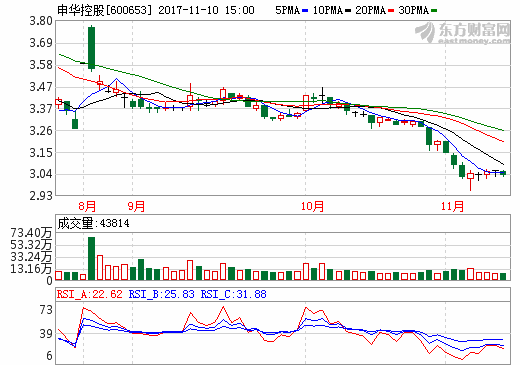 申华控股[600653] 2017-11-10 15:00 5PMA 10PMA 20PMA 30PMA
东方财富网
eastmoney.com
3.80
3.69
3.58
3.47
3.37
3.26
3.15
3.04
2.93
8月 9月 10月 11月
成交量:43814
73.40万
53.32万
33.24万
13.16万
0
RSI_A:22.62 RSI_B:25.83 RSI_C:31.88
73
39
6